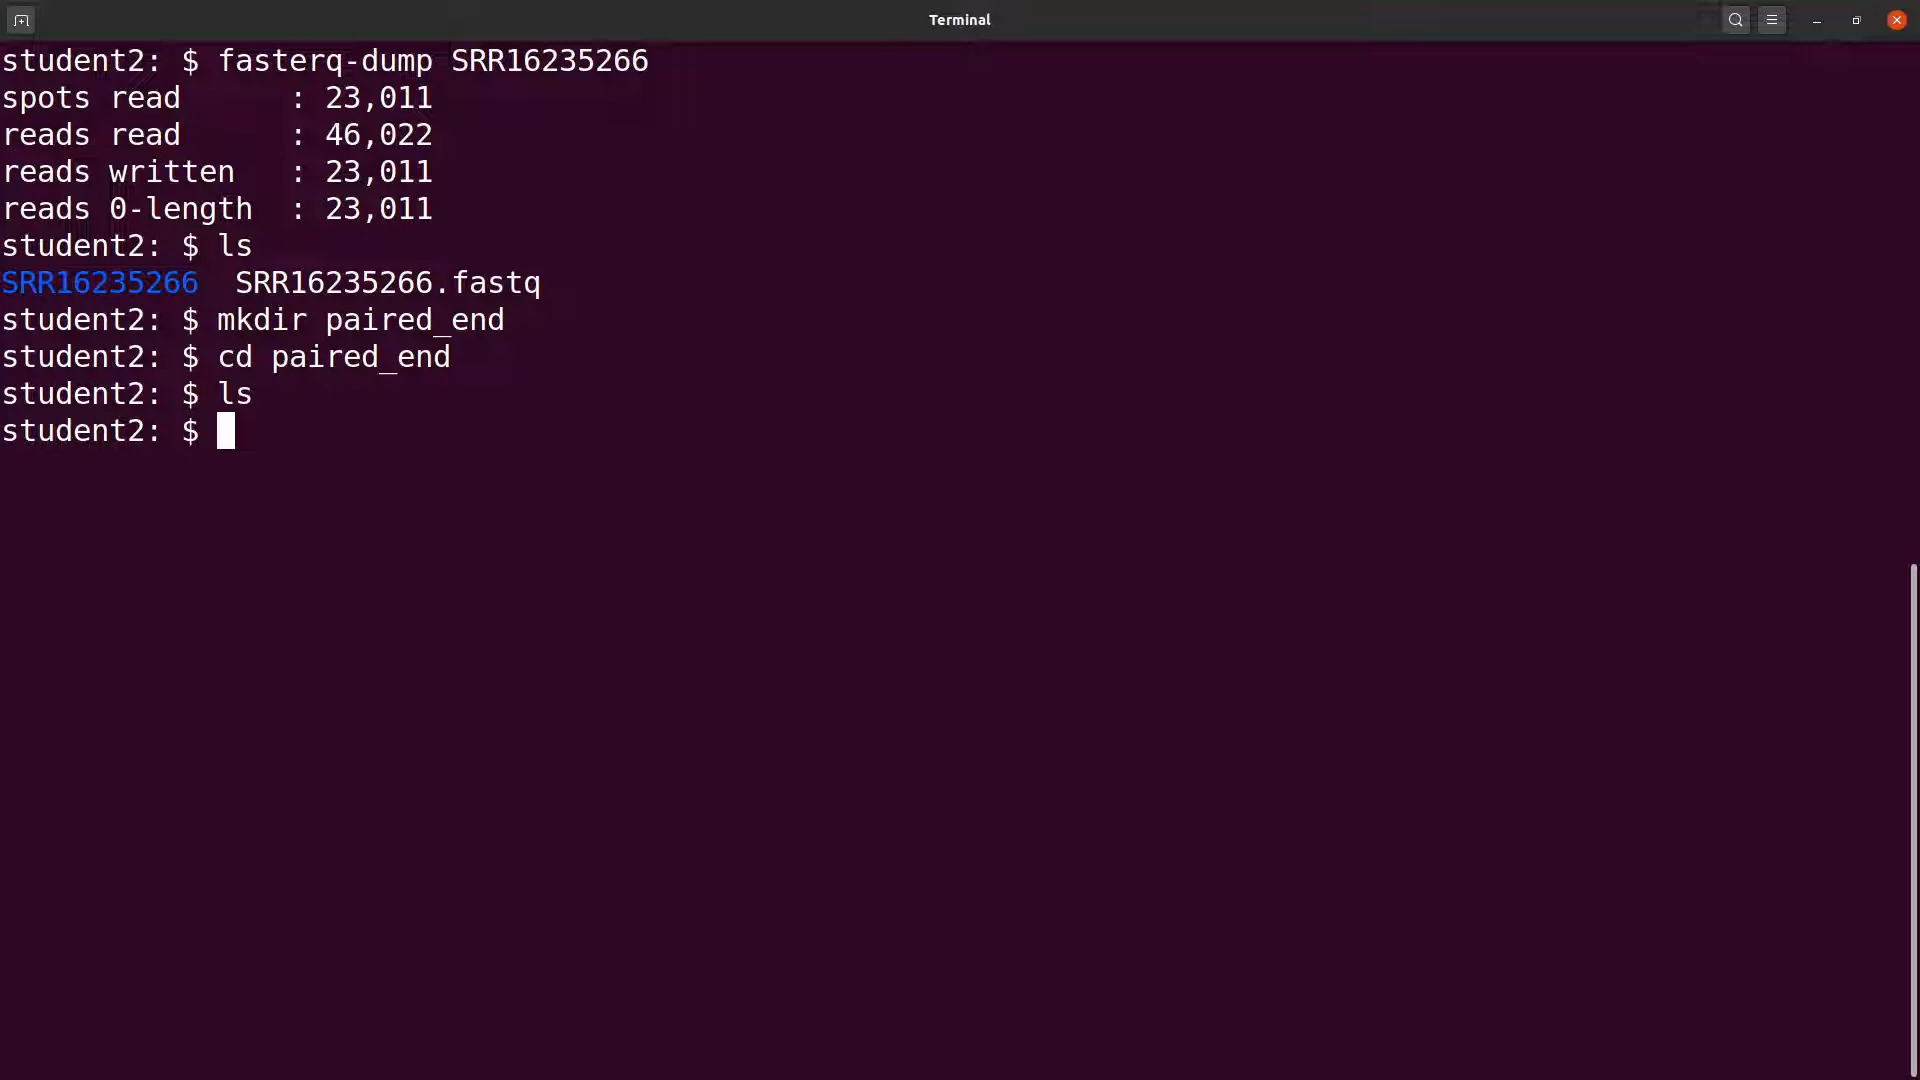 Terminal
student2: $ fasterq-dump SRR16235266
spots read      : 23,011
reads read      : 46,022
reads written   : 23,011
reads 0-length  : 23,011
student2: $ ls
SRR16235266  SRR16235266.fastq
student2: $ mkdir paired_end
student2: $ cd paired_end
student2: $ ls
student2: $